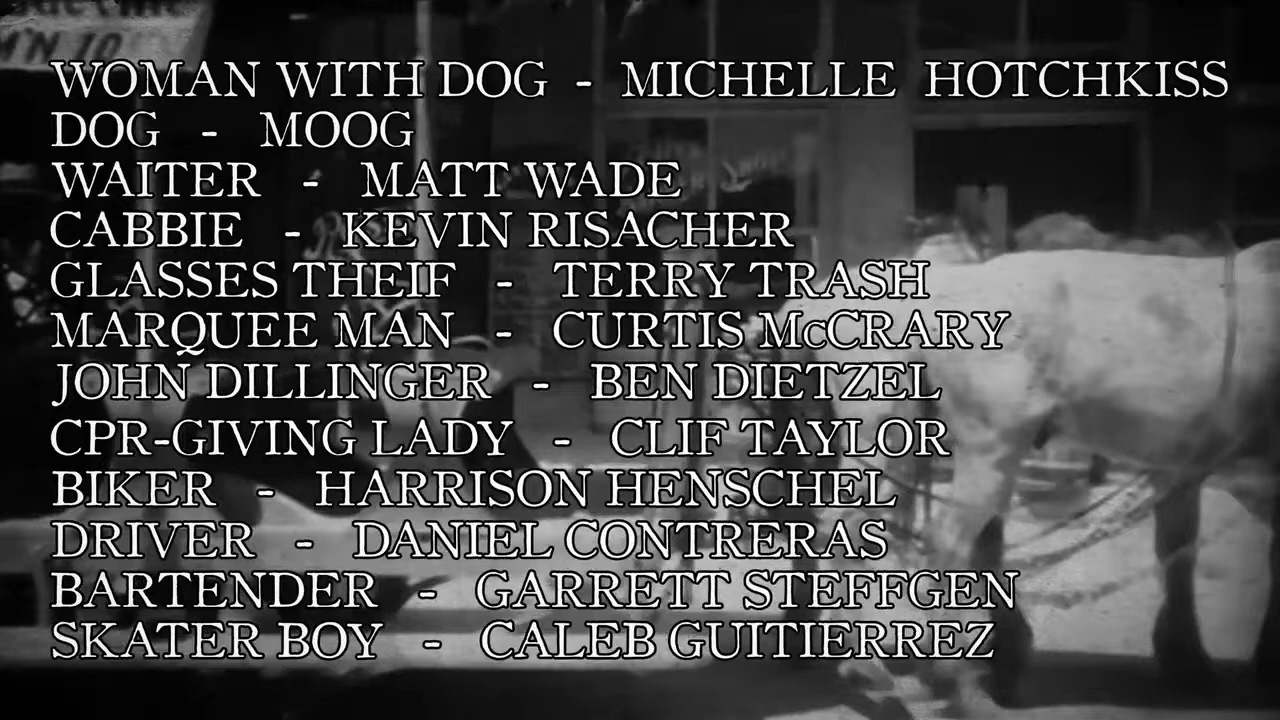 M'N 10
WOMAN WITH DOG - MICHELLE HOTCHKISS
DOG - MOOG
WAITER - MATT WADE
CABBIE - KEVIN RISACHER
GLASSES THEIF - TERRY TRASH
MARQUEE MAN - CURTIS McCRARY
JOHN DILLINGER - BEN DIETZEL
CPR-GIVING LADY - CLIF TAYLOR
BIKER - HARRISON HENSCHEL
DRIVER - DANIEL CONTRERAS
BARTENDER - GARRETT STEFFGEN
SKATER BOY - CALEB GUITIERREZ